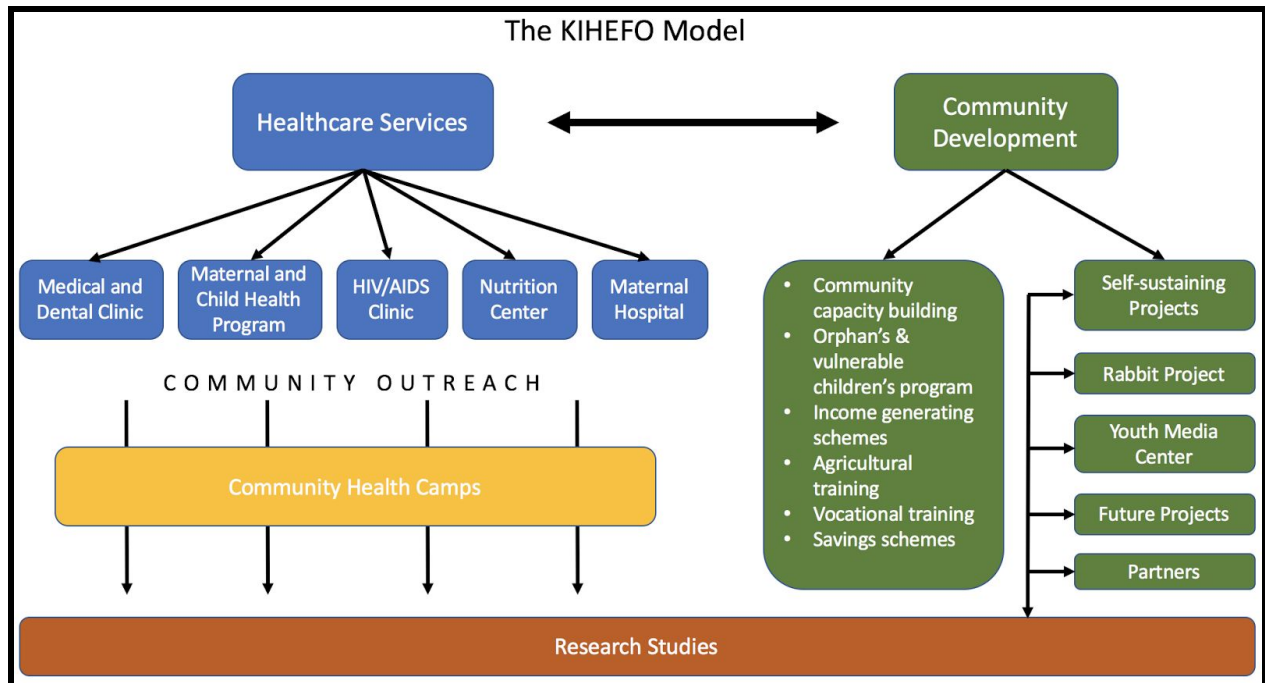 The KIHEFO Model
Healthcare Services
Community
Development
Medical and
Dental Clinic
Maternal and
Child Health
Program
HIV/AIDS
Clinic
Nutrition
Center
Maternal
Hospital
COMMUNITY OUTREACH
Community Health Camps
• Community
capacity building
• Orphan's &
vulnerable
children's program
• Income generating
schemes
• Agricultural
training
• Vocational training
• Savings schemes
Self-sustaining
Projects
Rabbit Project
Youth Media
Center
Future Projects
Partners
Research Studies